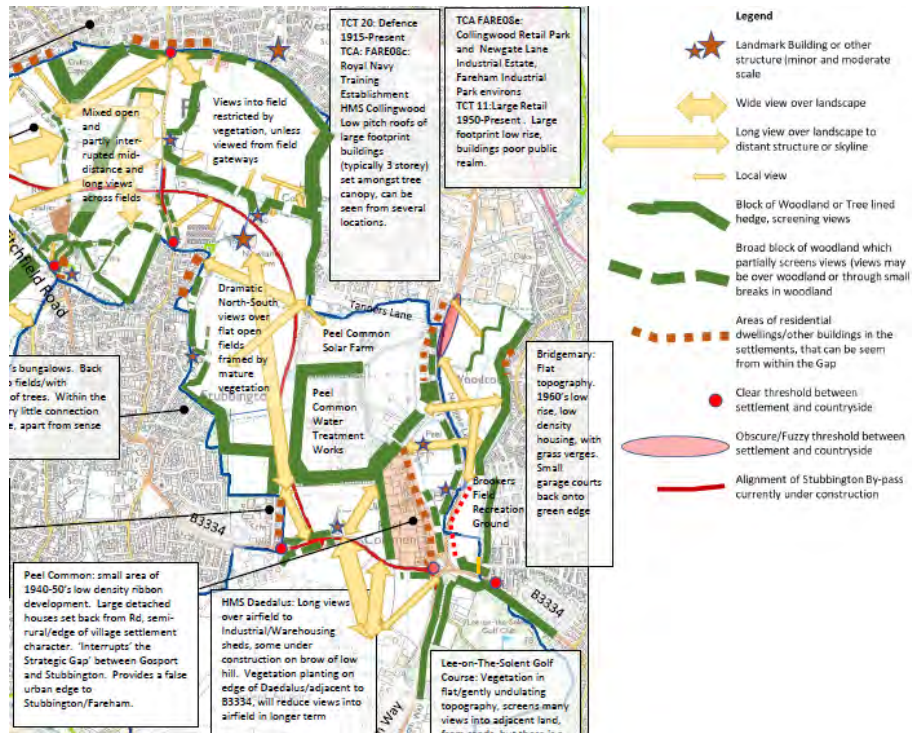 TCT 20: Defence
1915-Present
TCA: FARE08c:
Royal Navy
Training
Establishment
HMS Collingwood
Low pitch roofs of
large footprint
buildings
(typically 3 storey)
set amongst tree
canopy, can be
seen from several
locations.
TCA FARE08e:
Collingwood Retail Park
and Newgate Lane
Industrial Estate,
Fareham Industrial
Park environs
TCT 11:Large Retail
1950-Present . Large
footprint low rise,
buildings poor public
realm.
Legend
Landmark Building or other
structure (minor and moderate
scale
Wide view over landscape
Long view over landscape to
distant structure or skyline
Local view
Block of Woodland or Tree lined
hedge, screening views
Broad block of woodland which
partially screens views (views may
be over woodland or through small
breaks in woodland
Areas of residential
dwellings/other buildings in the
settlements, that can be seem
from within the Gap
Clear threshold between
settlement and countryside
Obscure/Fuzzy threshold between
settlement and countryside
Alignment of Stubbington By-pass
currently under construction
Mixed open
and
partly inter-
rupted mid-
distance and
long views
across fields
Views into field
restricted by
vegetation, unless
viewed from field
gateways
Dramatic
North-South
views over
flat open
fields
framed by
mature
vegetation
Tanners Lane
Peel Common
Solar Farm
Peel
Common
Water
Treatment
Works
Stubbington
Woodcot
Bridgemary:
Flat
topography.
1960's low
rise, low
density
housing, with
grass verges.
Small
garage courts
back onto
green edge
Brookers
Field
Recreation
Ground
tchfield Road
's bungalows. Back
o fields/with
of trees. Within the
ry little connection
e, apart from sense
B3334
B3334
Lee-on-the-Solent
Golf Club
Peel Common: small area of
1940-50's low density ribbon
development. Large detached
houses set back from Rd, semi-
rural/edge of village settlement
character. 'Interrupts' the
Strategic Gap' between Gosport
and Stubbington. Provides a false
urban edge to
Stubbington/Fareham.
HMS Daedalus: Long views
over airfield to
Industrial/Warehousing
sheds, some under
construction on brow of low
hill. Vegetation planting on
edge of Daedalus/adjacent to
B3334, will reduce views into
airfield in longer term
Way
Lee-on-The-Solent Golf
Course: Vegetation in
flat/gently undulating
topography, screens many
views into adjacent land,